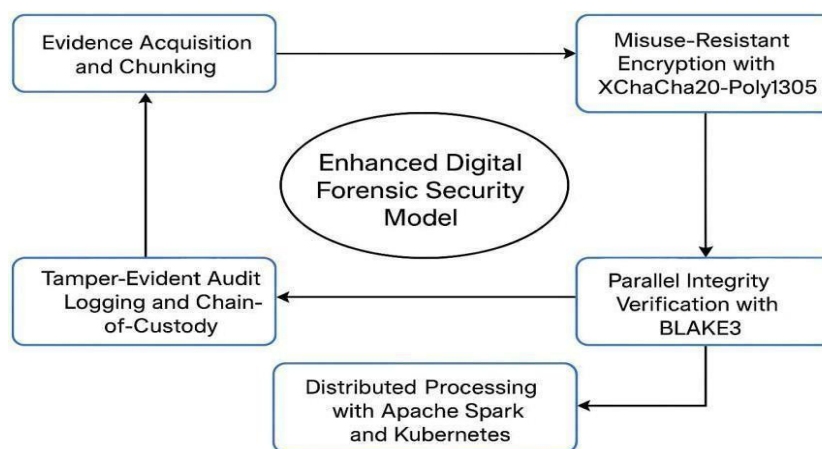 Evidence Acquisition
and Chunking
Misuse-Resistant
Encryption with
XChaCha20-Poly1305
Enhanced Digital
Forensic Security
Model
Tamper-Evident Audit
Logging and Chain-
of-Custody
Parallel Integrity
Verification with
BLAKE3
Distributed Processing
with Apache Spark
and Kubernetes